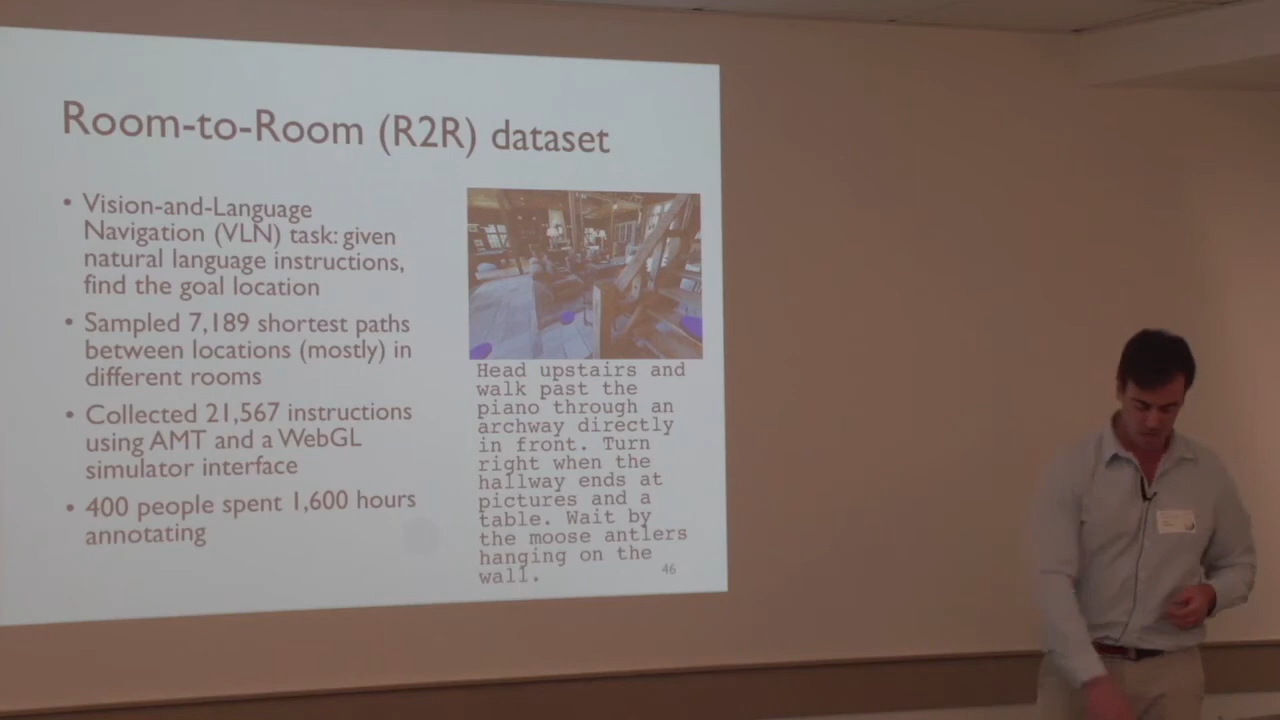 Room-to-Room (R2R) dataset
• Vision-and-Language
Navigation (VLN) task: given
natural language instructions,
find the goal location
• Sampled 7,189 shortest paths
between locations (mostly) in
different rooms
• Collected 21,567 instructions
using AMT and a WebGL
simulator interface
• 400 people spent 1,600 hours
annotating
Head upstairs and
walk past the
piano through an
archway directly
in front. Turn
right when the
hallway ends at
pictures and a
table. Wait by
the moose antlers
hanging on the
wall.
46